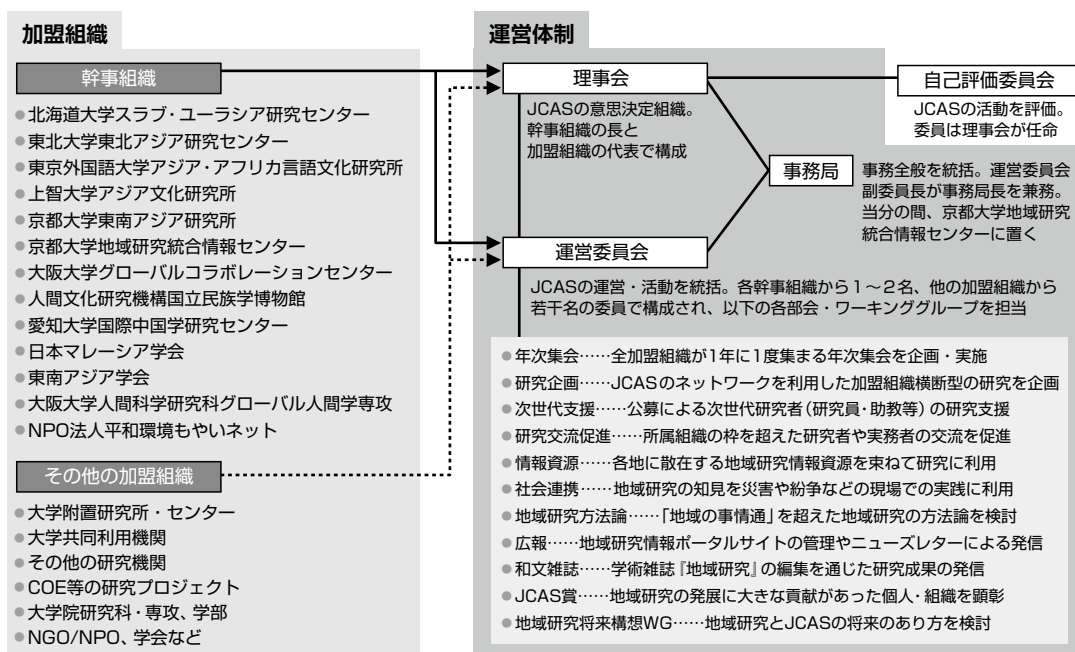 加盟組織
幹事組織
●北海道大学スラブ・ユーラシア研究センター
●東北大学東北アジア研究センター
●東京外国語大学アジア・アフリカ言語文化研究所
●上智大学アジア文化研究所
●京都大学東南アジア研究所
●京都大学地域研究統合情報センター
●大阪大学グローバルコラボレーションセンター
●人間文化研究機構国立民族学博物館
●愛知大学国際中国学研究センター
●日本マレーシア学会
●東南アジア学会
●大阪大学人間科学研究科グローバル人間学専攻
●NPO法人平和環境もやいネット
その他の加盟組織
●大学附置研究所・センター
●大学共同利用機関
●その他の研究機関
●COE等の研究プロジェクト
●大学院研究科・専攻、学部
●NGO/NPO、学会など
運営体制
理事会
JCASの意思決定組織。
幹事組織の長と
加盟組織の代表で構成
自己評価委員会
JCASの活動を評価。
委員は理事会が任命
事務局
事務全般を統括。運営委員会
副委員長が事務局長を兼務。
当分の間、京都大学地域研究
統合情報センターに置く
運営委員会
JCASの運営・活動を統括。各幹事組織から1〜2名、他の加盟組織から
若干名の委員で構成され、以下の各部会・ワーキンググループを担当
●年次集会……全加盟組織が1年に1度集まる年次集会を企画・実施
●研究企画……JCASのネットワークを利用した加盟組織横断型の研究を企画
●次世代支援……公募による次世代研究者（研究員・助教等）の研究支援
●研究交流促進……所属組織の枠を超えた研究者や実務者の交流を促進
●情報資源……各地に散在する地域研究情報資源を束ねて研究に利用
●社会連携……地域研究の知見を災害や紛争などの現場での実践に利用
●地域研究方法論……「地域の事情通」を超えた地域研究の方法論を検討
●広報……地域研究情報ポータルサイトの管理やニューズレターによる発信
●和文雑誌……学術雑誌『地域研究』の編集を通じた研究成果の発信
●JCAS賞……地域研究の発展に大きな貢献があった個人・組織を顕彰
●地域研究将来構想WG……地域研究とJCASの将来のあり方を検討